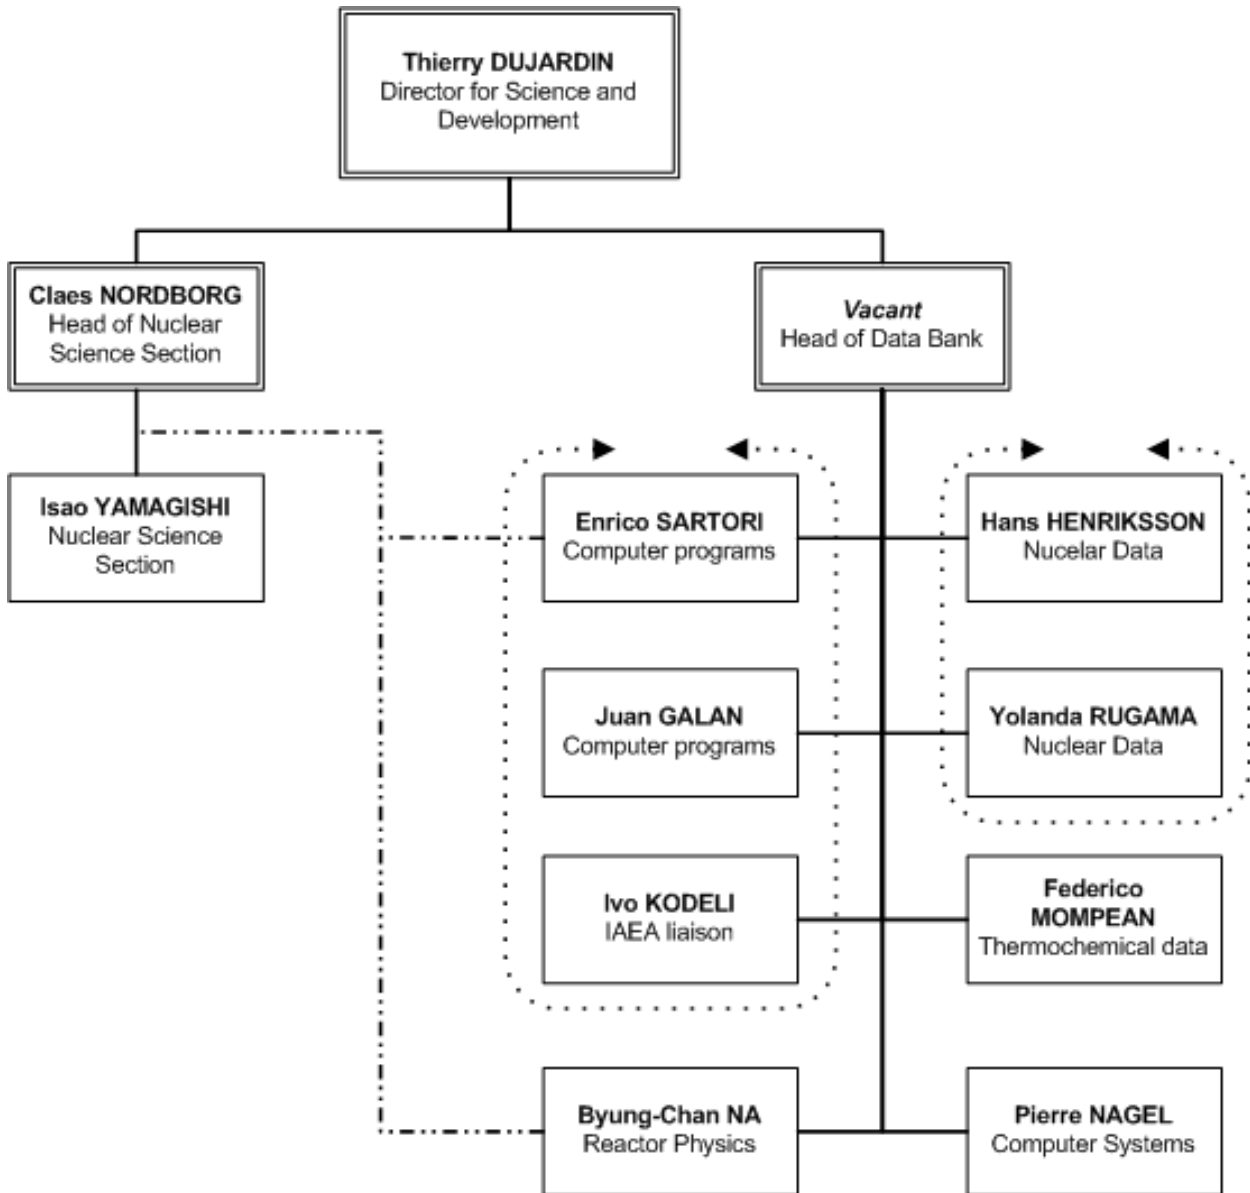 Thierry DUJARDIN
Director for Science and
Development
Claes NORDBORG
Head of Nuclear
Science Section
Vacant
Head of Data Bank
Isao YAMAGISHI
Nuclear Science
Section
Enrico SARTORI
Computer programs
Hans HENRIKSSON
Nucelar Data
Juan GALAN
Computer programs
Yolanda RUGAMA
Nuclear Data
Ivo KODELI
IAEA liaison
Federico
MOMPEAN
Thermochemical data
Byung-Chan NA
Reactor Physics
Pierre NAGEL
Computer Systems